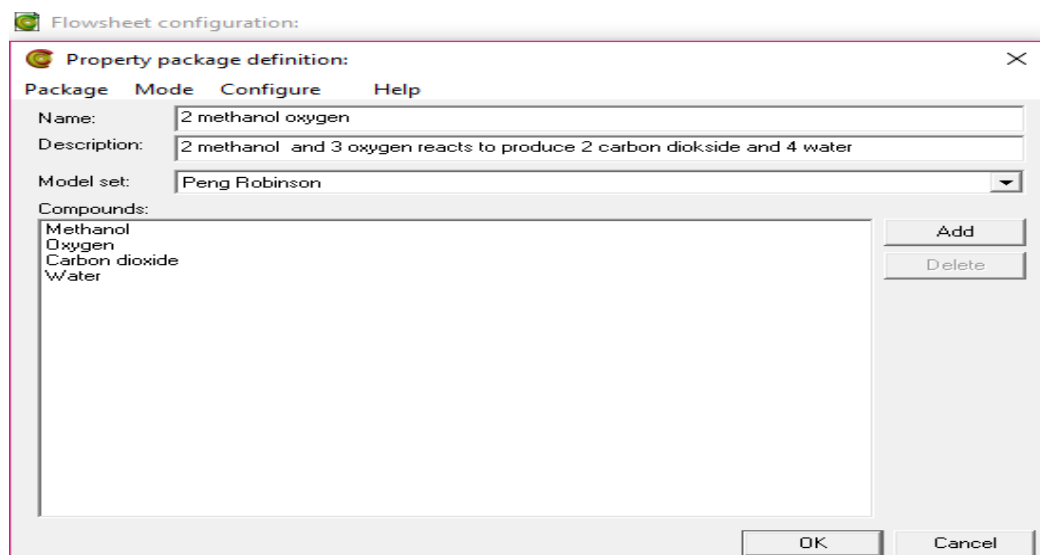 Flowsheet configuration:
Property package definition:
Package Mode Configure Help
Name: 2 methanol oxygen
Description: 2 methanol  and 3 oxygen reacts to produce 2 carbon diokside and 4 water
Model set: Peng Robinson
Compounds:
Methanol
Add
Oxygen
Carbon dioxide
Delete
Water
OK Cancel